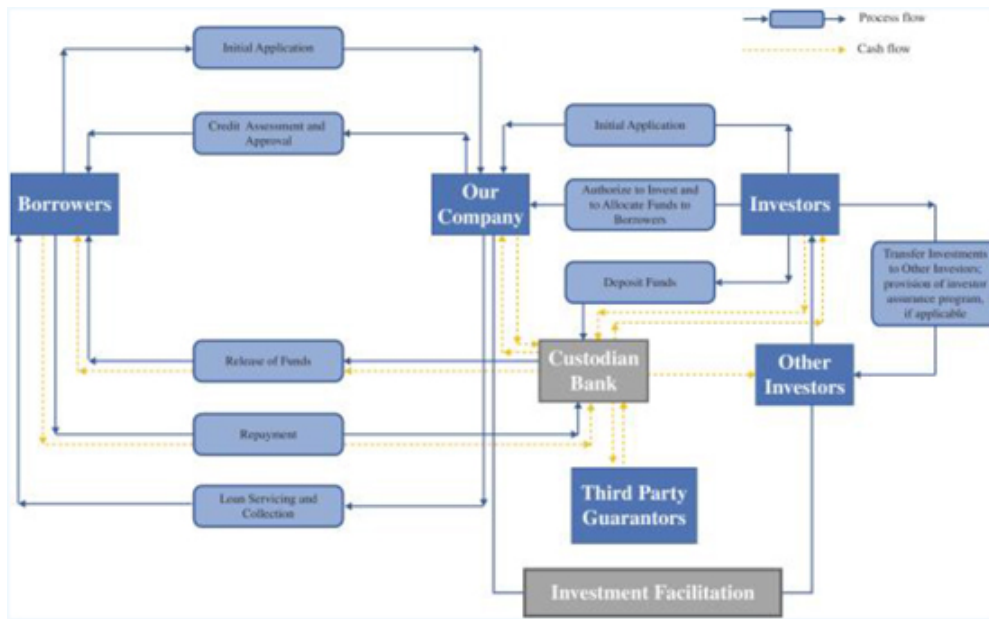 Process flow
Cash flow
Initial Application
Credit Assessment and
Approval
Initial Application
Borrowers
Our
Company
Authorize to Invest and
to Allocate Funds to
Borrowers
Investors
Transfer Investments
to Other Investors;
provision of investor
assurance program,
if applicable
Deposit Funds
Release of Funds
Custodian
Bank
Other
Investors
Repayment
Loan Servicing and
Collection
Third Party
Guarantors
Investment Facilitation